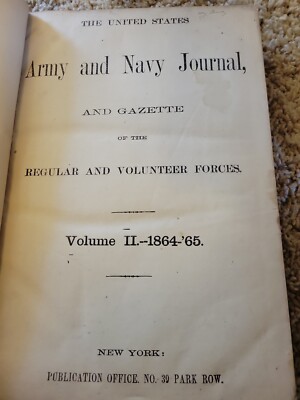 THE UNITED STATES
Army and Navy Journal,
AND GAZETTE
OF THE
REGULAR AND VOLUNTEER FORCES.
Volume II.--1864-'65.
NEW YORK:
PUBLICATION OFFICE, NO. 39 PARK ROW.